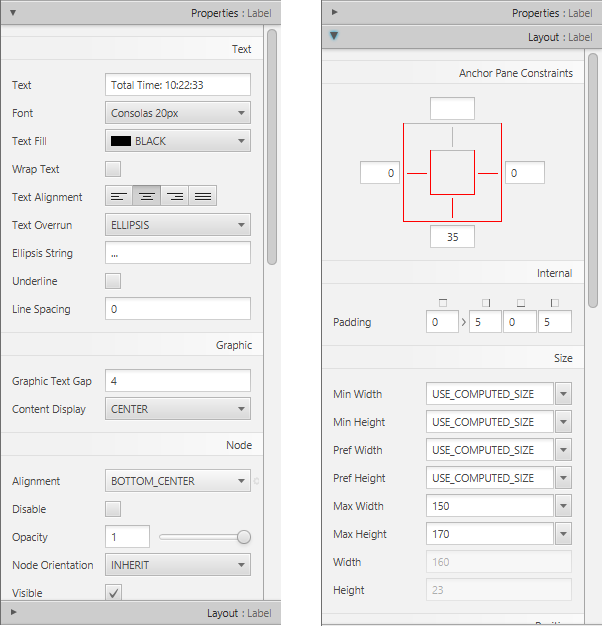 Properties : Label
Text
Text Total Time: 10:22:33
Font Consolas 20px
Text Fill BLACK
Wrap Text
Text Alignment
Text Overrun ELLIPSIS
Ellipsis String ...
Underline
Line Spacing 0
Graphic
Graphic Text Gap 4
Content Display CENTER
Node
Alignment BOTTOM_CENTER
Disable
Opacity 1
Node Orientation INHERIT
Visible
Layout : Label
Properties : Label
Layout : Label
Anchor Pane Constraints
0 0
35
Internal
Padding 0 5 0 5
Size
Min Width USE_COMPUTED_SIZE
Min Height USE_COMPUTED_SIZE
Pref Width USE_COMPUTED_SIZE
Pref Height USE_COMPUTED_SIZE
Max Width 150
Max Height 170
Width 160
Height 23